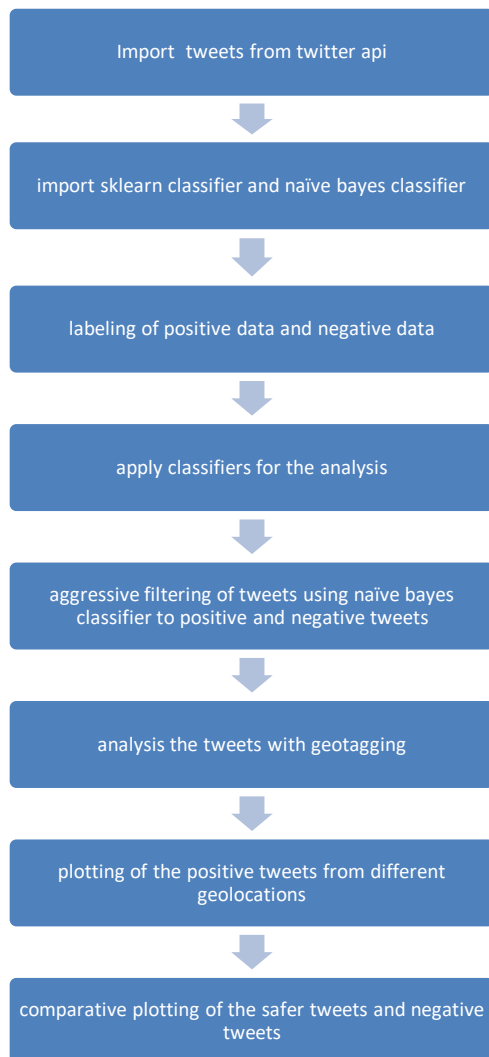 Import  tweets from twitter api
import sklearn classifier and naïve bayes classifier
labeling of positive data and negative data
apply classifiers for the analysis
aggressive filtering of tweets using naïve bayes
classifier to positive and negative tweets
analysis the tweets with geotagging
plotting of the positive tweets from different
geolocations
comparative plotting of the safer tweets and negative
tweets